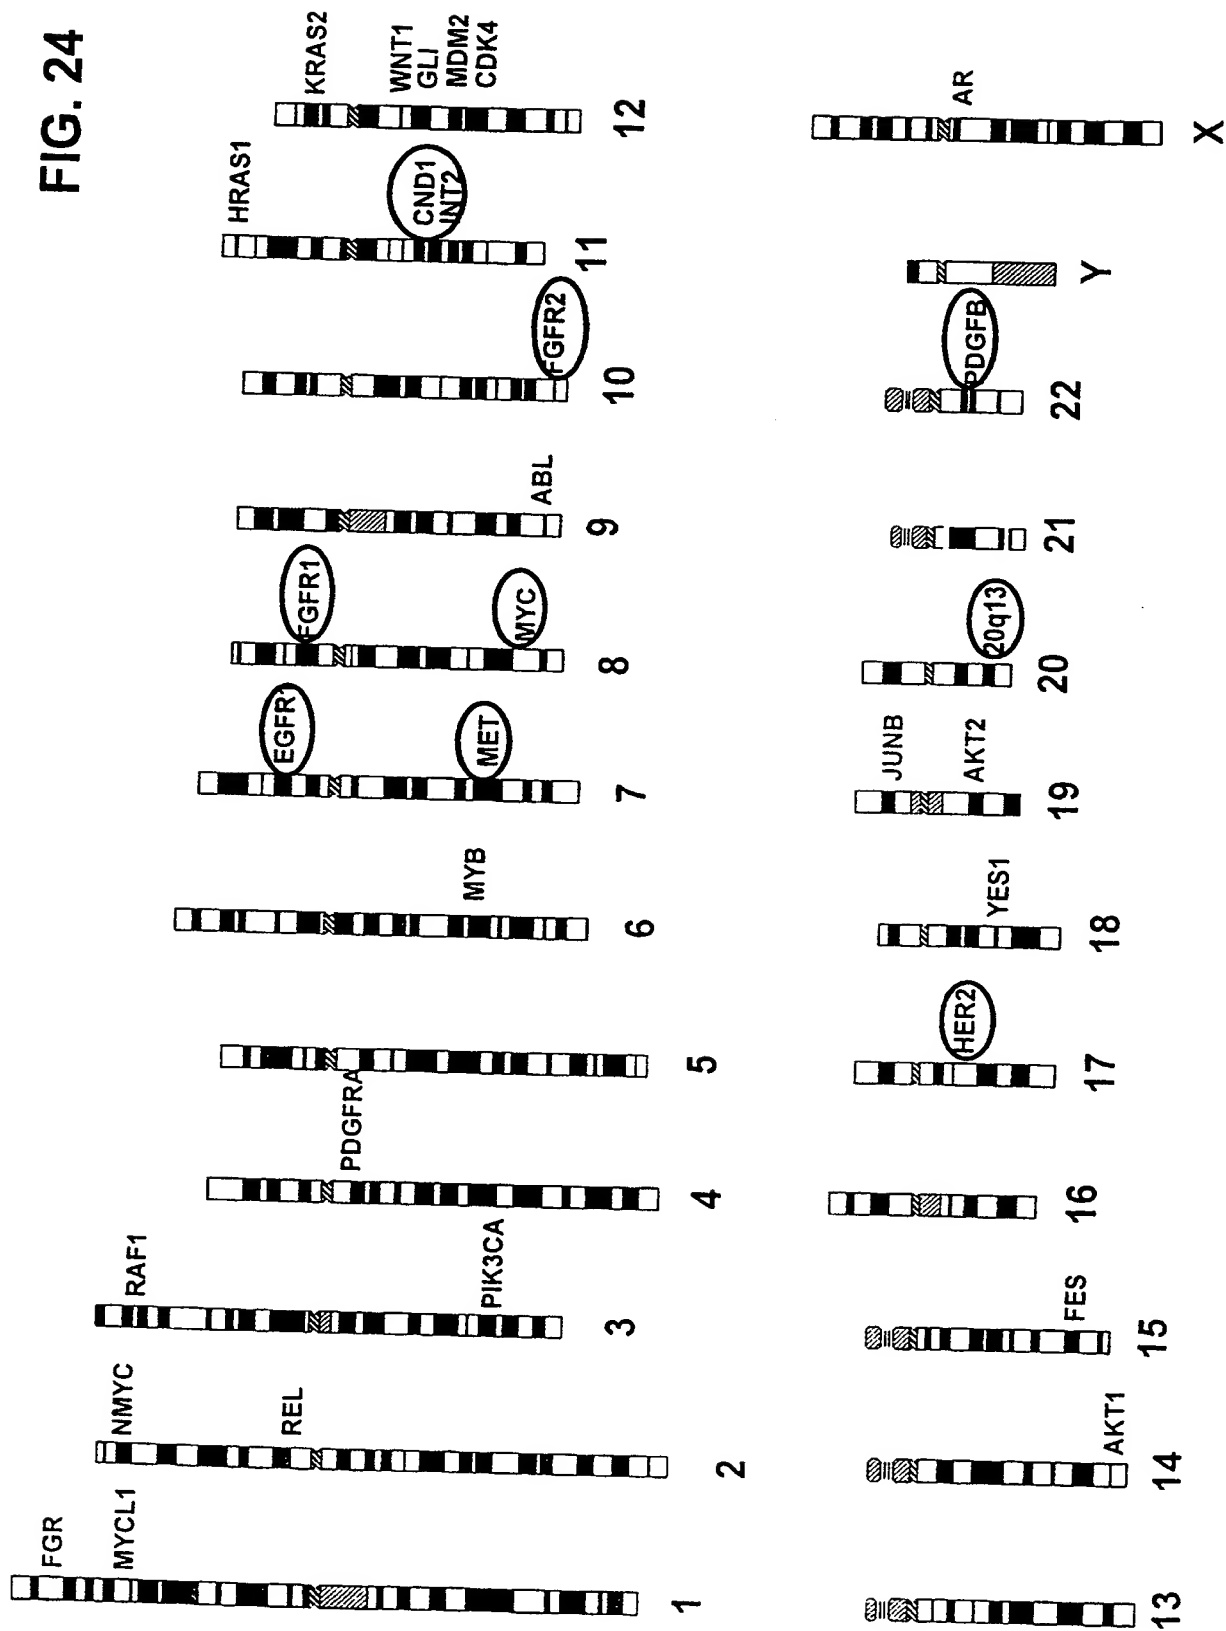 FIG. 24
FGR
MYCL1
1
NMYC
REL
2
RAF1
PIK3CA
3
PDGFRA
4
5
MYB
6
EGFR1
MET
7
FGFR1
MYC
8
ABL
9
FGFR2
10
HRAS1
CND1
INT2
11
KRAS2
WNT1
GLI
MDM2
CDK4
12
13
AKT1
14
FES
15
16
HER2
17
YES1
18
JUNB
AKT2
19
20q13
20
21
PDGFB
22
Y
AR
X